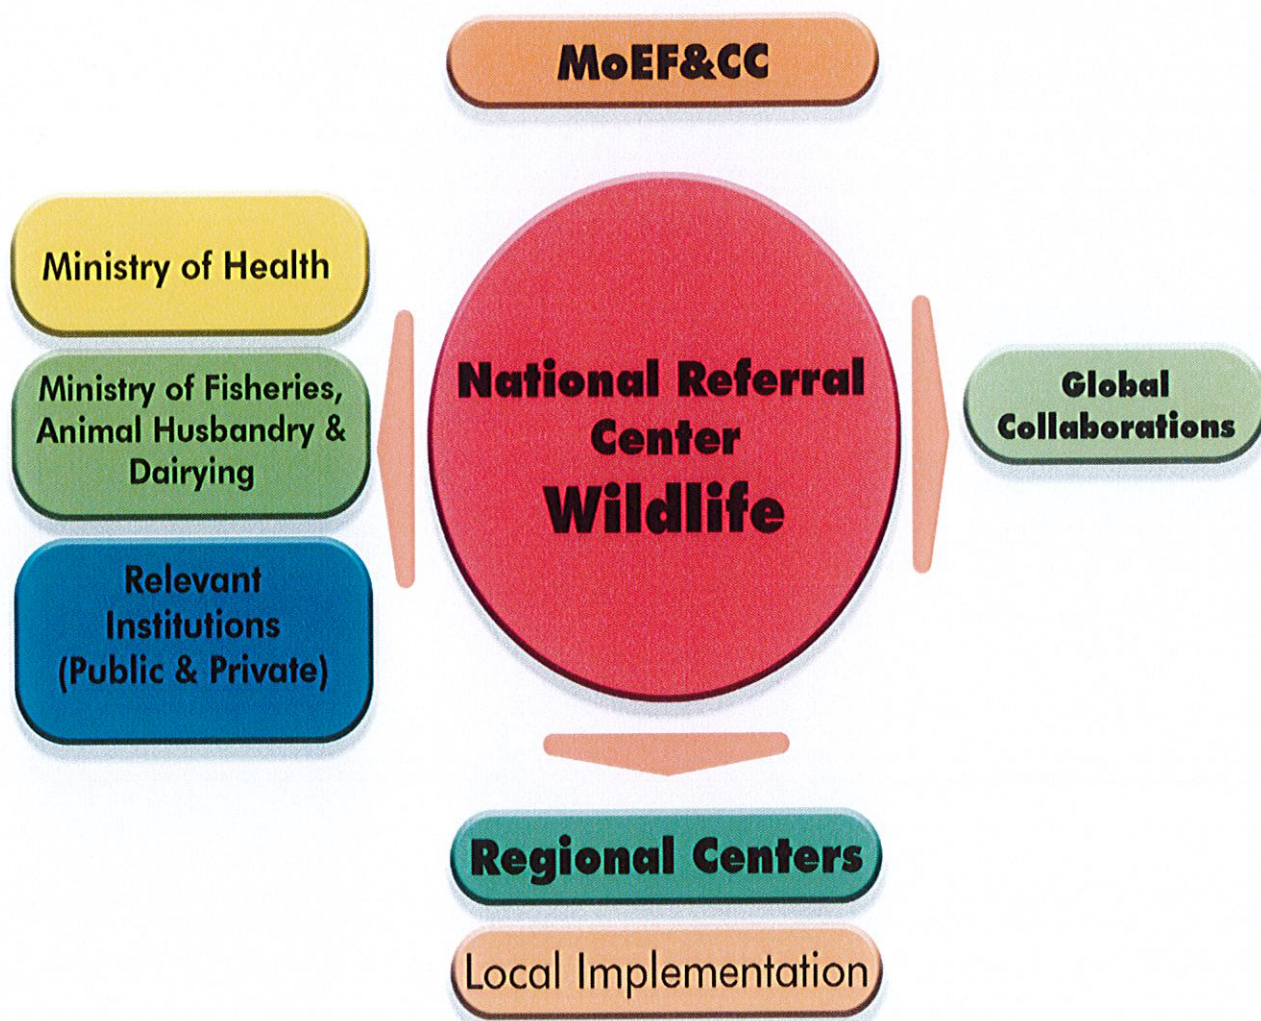 MoEF&CC
Ministry of Health
Ministry of Fisheries,
Animal Husbandry &
Dairying
Relevant
Institutions
(Public & Private)
National Referral
Center
Wildlife
Global
Collaborations
Regional Centers
Local Implementation